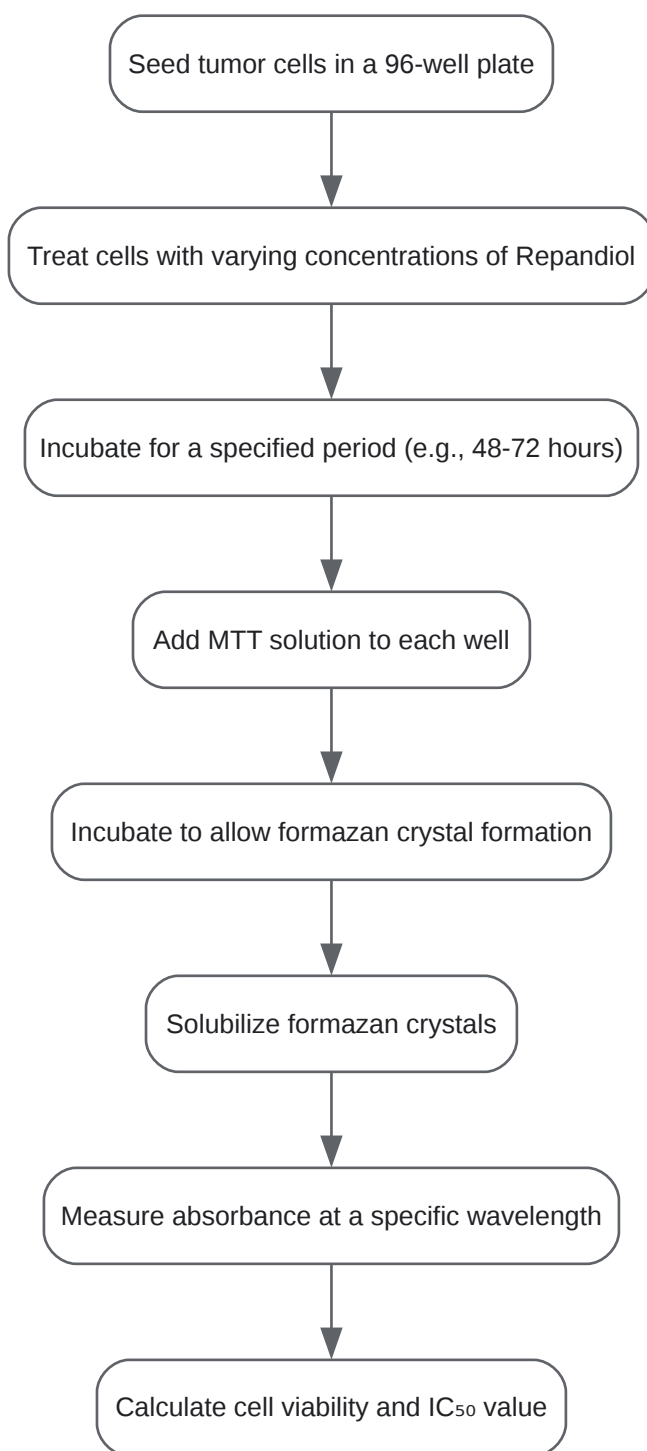 Seed tumor cells in a 96-well plate
Treat cells with varying concentrations of Repandiol
Incubate for a specified period (e.g., 48-72 hours)
Add MTT solution to each well
Incubate to allow formazan crystal formation
Solubilize formazan crystals
Measure absorbance at a specific wavelength
Calculate cell viability and IC₅₀ value